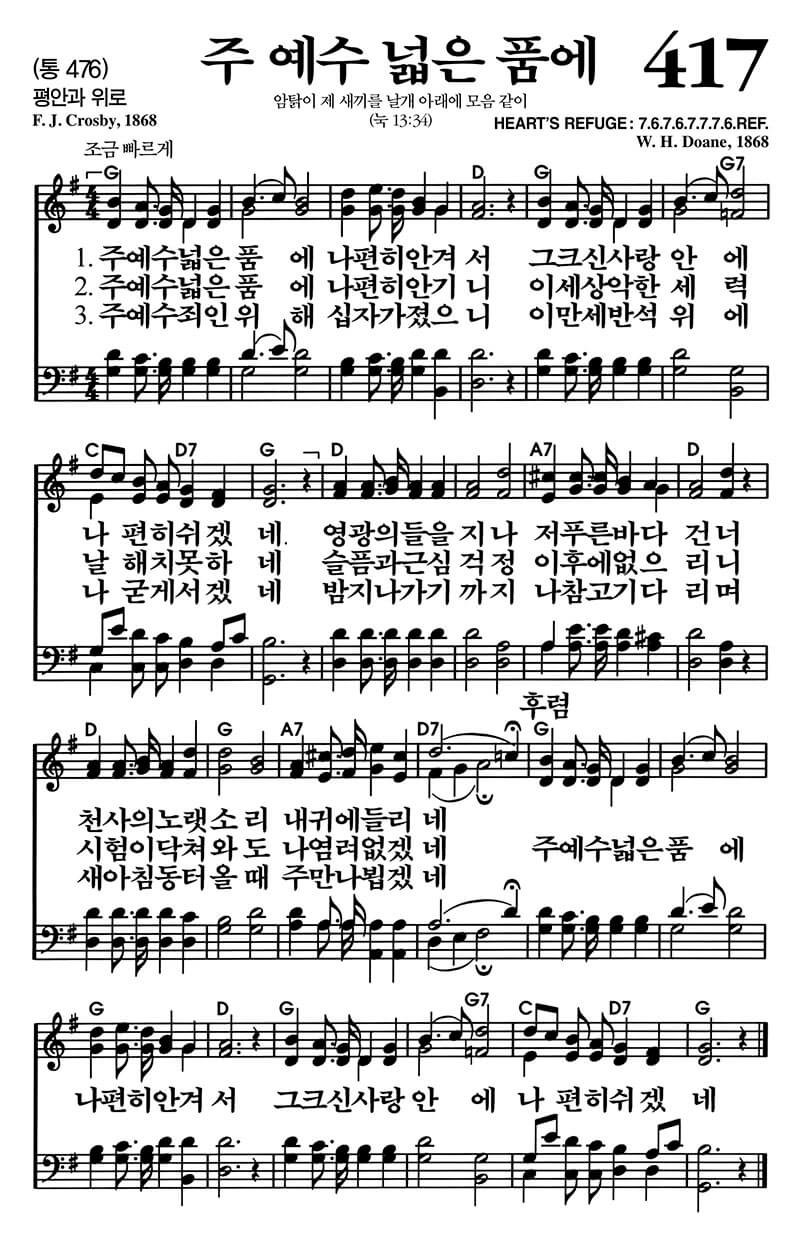 (통 476)
주 예수 넓은 품에
417
평안과 위로
암탉이 제 새끼를 날개 아래에 모음 같이
F. J. Crosby, 1868
(눅 13:34)
HEART'S REFUGE: 7.6.7.6.7.7.7.6.REF.
W. H. Doane, 1868
조금 빠르게
G D G G7
4/4
1. 주예수넓은 품 에 나편히안겨 서 그크신사랑 안 에
2. 주예수넓은 품 에 나편히안기 니 이세상악한 세 력
3. 주예수죄인 위 해 십자가졌으 니 이만세반석 위 에
4/4
C D7 G D A7 D
나 편히쉬겠 네. 영광의들을 지 나 저푸른바다 건 너
날 해치못하 네 슬픔과근심 걱 정 이후에없으 리 니
나 굳게서겠 네 밤지나가기 까 지 나참고기다 리 며
후렴
D G A7 D7 G
천사의노랫 소 리 내귀에들리 네
시험이닥쳐 와 도 나염려없겠 네 주예수넓은 품 에
새아침동터 올 때 주만나뵙겠 네
G D G G7 C D7 G
나편히안겨 서 그크신사랑 안 에 나 편히쉬겠 네